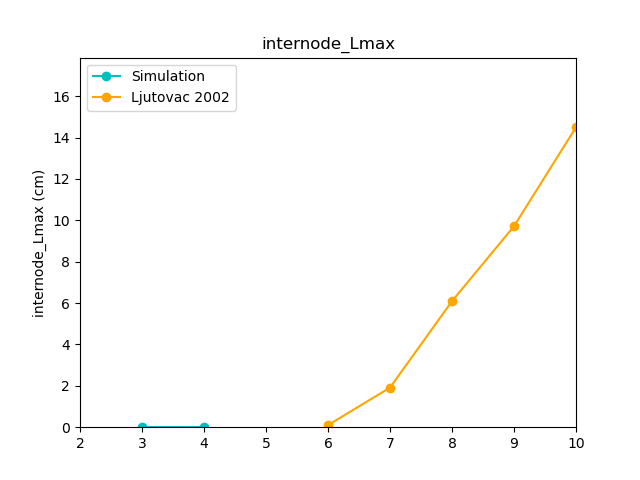 internode_Lmax
Simulation
Ljutovac 2002
internode_Lmax (cm)
16
14
12
10
8
6
4
2
0
2 3 4 5 6 7 8 9 10